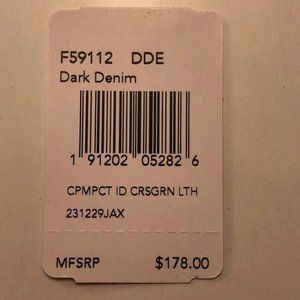 F59112 DDE
Dark Denim
1 91202 05282 6
CPMPCT ID CRSGRN LTH
231229JAX
MFSRP $178.00